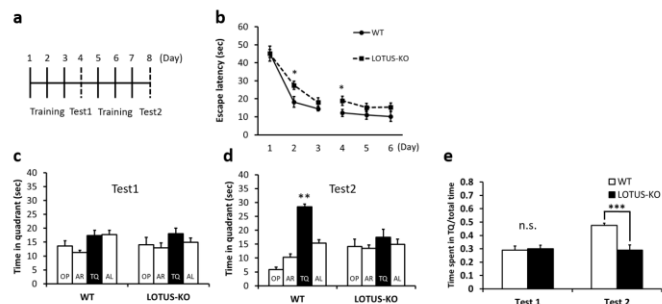 a
1 2 3 4 5 6 7 8 (Day)
Training Test1 Training Test2
b
Escape latency (sec)
60
50
40
30
20
10
0
1 2 3 4 5 6 (Day)
*
*
WT
LOTUS-KO
c
Test1
Time in quadrant (sec)
40
35
30
25
20
15
10
5
0
OP AR TQ AL OP AR TQ AL
WT LOTUS-KO
d
Test2
**
Time in quadrant (sec)
40
35
30
25
20
15
10
5
0
OP AR TQ AL OP AR TQ AL
WT LOTUS-KO
e
WT
LOTUS-KO
Time spent in TQ/total time
0.8
0.7
0.6
0.5
0.4
0.3
0.2
0.1
0
n.s.
***
Test 1 Test 2